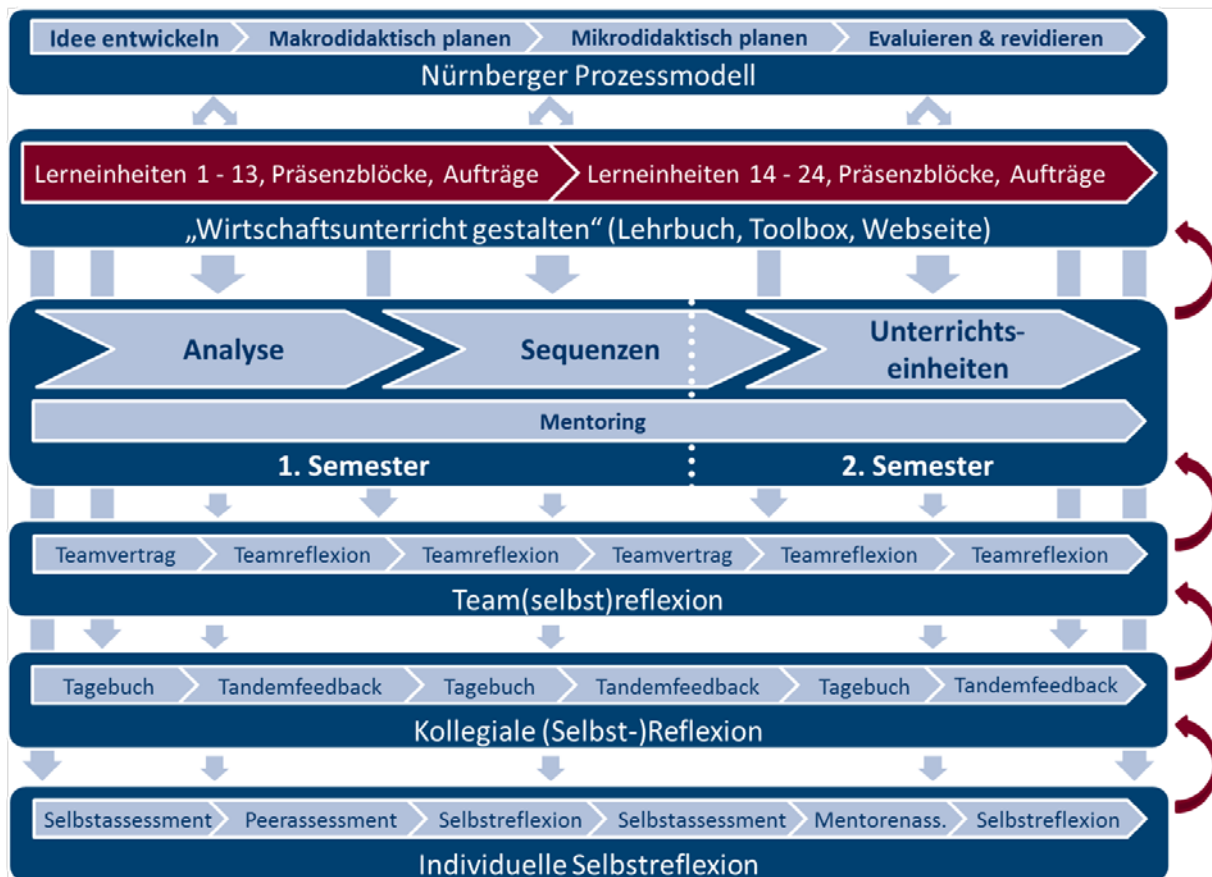 Idee entwickeln Makrodidaktisch planen Mikrodidaktisch planen Evaluieren & revidieren
Nürnberger Prozessmodell
Lerneinheiten 1 - 13, Präsenzblöcke, Aufträge Lerneinheiten 14 - 24, Präsenzblöcke, Aufträge
„Wirtschaftsunterricht gestalten“ (Lehrbuch, Toolbox, Webseite)
Analyse Sequenzen Unterrichts-
einheiten
Mentoring
1. Semester 2. Semester
Teamvertrag Teamreflexion Teamreflexion Teamvertrag Teamreflexion Teamreflexion
Team(selbst)reflexion
Tagebuch Tandemfeedback Tagebuch Tandemfeedback Tagebuch Tandemfeedback
Kollegiale (Selbst-)Reflexion
Selbstassessment Peerassessment Selbstreflexion Selbstassessment Mentorenass. Selbstreflexion
Individuelle Selbstreflexion